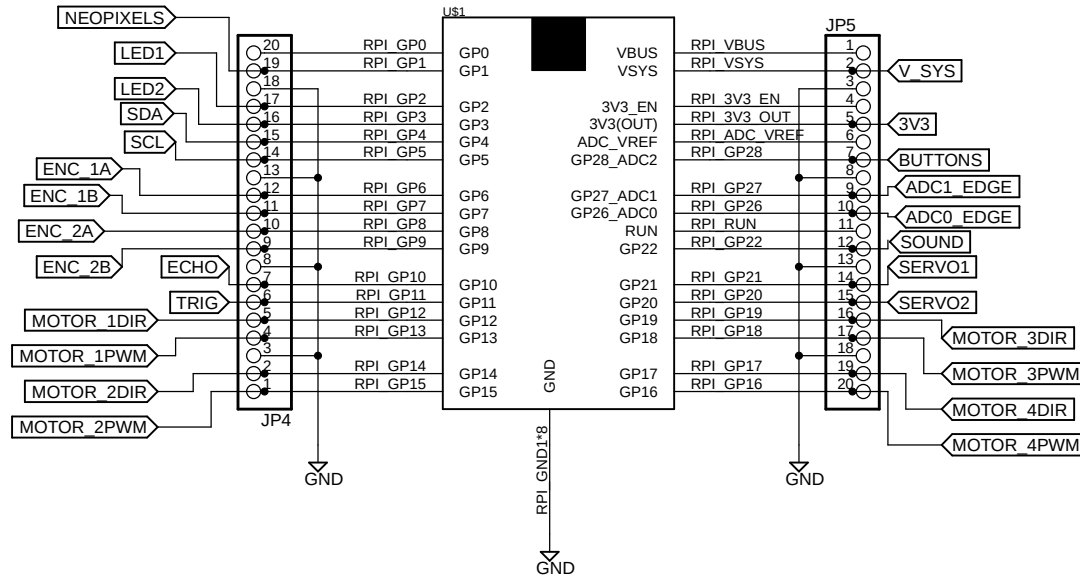 U$1
JP5
NEOPIXELS
LED1
LED2
SDA
SCL
ENC_1A
ENC_1B
ENC_2A
ENC_2B
ECHO
TRIG
MOTOR_1DIR
MOTOR_1PWM
MOTOR_2DIR
MOTOR_2PWM
20
19
18
17
16
15
14
13
12
11
10
9
8
7
6
5
4
3
2
1
JP4
GND
RPI_GP0
RPI_GP1
RPI_GP2
RPI_GP3
RPI_GP4
RPI_GP5
RPI_GP6
RPI_GP7
RPI_GP8
RPI_GP9
RPI_GP10
RPI_GP11
RPI_GP12
RPI_GP13
RPI_GP14
RPI_GP15
GP0
GP1
GP2
GP3
GP4
GP5
GP6
GP7
GP8
GP9
GP10
GP11
GP12
GP13
GP14
GP15
GND
RPI_GND1*8
GND
VBUS
VSYS
3V3_EN
3V3(OUT)
ADC_VREF
GP28_ADC2
GP27_ADC1
GP26_ADC0
RUN
GP22
GP21
GP20
GP19
GP18
GP17
GP16
RPI_VBUS
RPI_VSYS
RPI_3V3_EN
RPI_3V3_OUT
RPI_ADC_VREF
RPI_GP28
RPI_GP27
RPI_GP26
RPI_RUN
RPI_GP22
RPI_GP21
RPI_GP20
RPI_GP19
RPI_GP18
RPI_GP17
RPI_GP16
1
2
3
4
5
6
7
8
9
10
11
12
13
14
15
16
17
18
19
20
GND
V_SYS
3V3
BUTTONS
ADC1_EDGE
ADC0_EDGE
SOUND
SERVO1
SERVO2
MOTOR_3DIR
MOTOR_3PWM
MOTOR_4DIR
MOTOR_4PWM